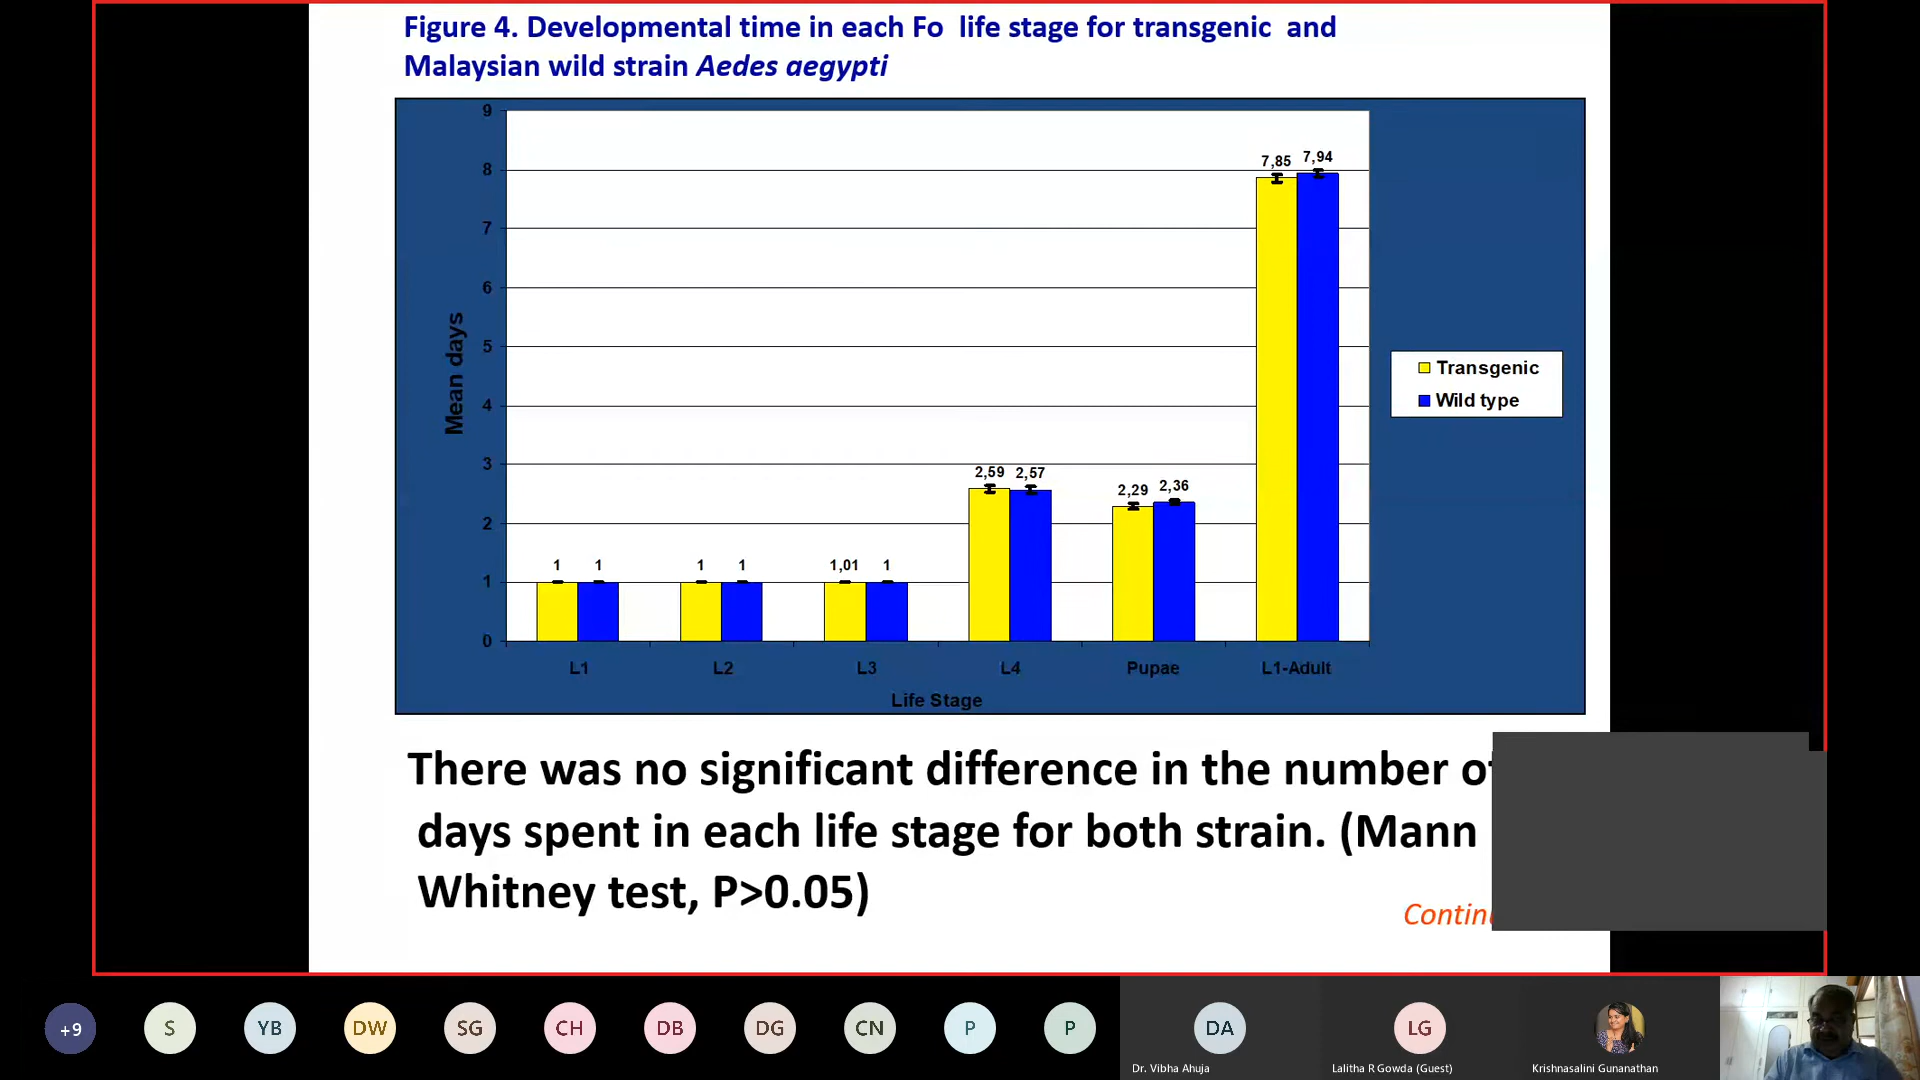 Figure 4. Developmental time in each Fo life stage for transgenic and
Malaysian wild strain Aedes aegypti
9
8
7
6
5
4
3
2
1
0
Mean days
1 1
1 1
1,01 1
2,59 2,57
2,29 2,36
7,85 7,94
L1 L2 L3 L4 Pupae L1-Adult
Life Stage
Transgenic
Wild type
There was no significant difference in the number of
days spent in each life stage for both strain. (Mann
Whitney test, P>0.05)
+9 S YB DW SG CH DB DG CN P P DA LG
Dr. Vibha Ahuja Lalitha R Gowda (Guest) Krishnasalini Gunanathan